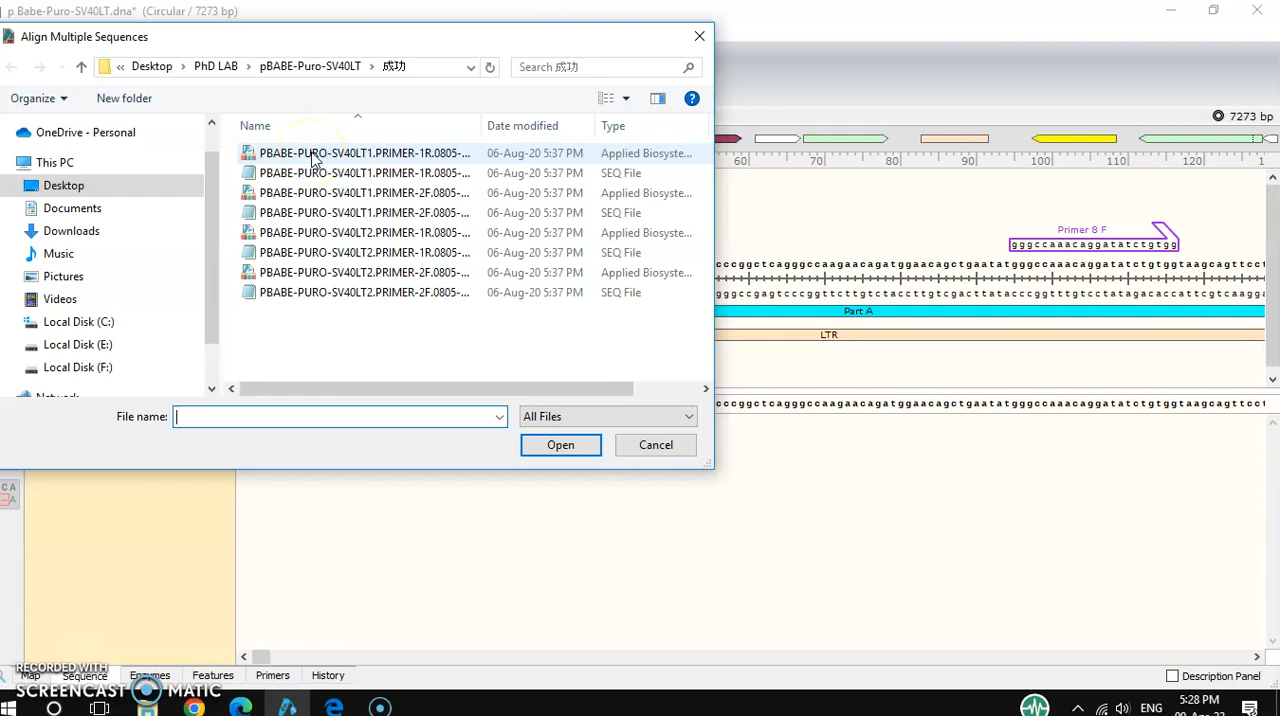 p Babe-Puro-SV40LT.dna* (Circular / 7273 bp)
Align Multiple Sequences
« Desktop > PhD LAB > pBABE-Puro-SV40LT > 成功
Search 成功
Organize
New folder
Name
Date modified
Type
7273 bp
OneDrive - Personal
This PC
Desktop
Documents
Downloads
Music
Pictures
Videos
Local Disk (C:)
Local Disk (E:)
Local Disk (F:)
PBABE-PURO-SV40LT1.PRIMER-1R.0805-... 06-Aug-20 5:37 PM Applied Biosyste...
PBABE-PURO-SV40LT1.PRIMER-1R.0805-... 06-Aug-20 5:37 PM SEQ File
PBABE-PURO-SV40LT1.PRIMER-2F.0805-... 06-Aug-20 5:37 PM Applied Biosyste...
PBABE-PURO-SV40LT1.PRIMER-2F.0805-... 06-Aug-20 5:37 PM SEQ File
PBABE-PURO-SV40LT2.PRIMER-1R.0805-... 06-Aug-20 5:37 PM Applied Biosyste...
PBABE-PURO-SV40LT2.PRIMER-1R.0805-... 06-Aug-20 5:37 PM SEQ File
PBABE-PURO-SV40LT2.PRIMER-2F.0805-... 06-Aug-20 5:37 PM Applied Biosyste...
PBABE-PURO-SV40LT2.PRIMER-2F.0805-... 06-Aug-20 5:37 PM SEQ File
File name:
All Files
Open
Cancel
60 70 80 90 100 110 120
Primer 8 F
gggccaaacaggatatctgtgg
cccggctcagggccaagaacagatggaacagctgaatatgggccaaacaggatatctgtggtaagcagttcct
gggccgagtcccggttcttgtctaccttgtcgacttatacccggtttgtcctatagacaccattcgtcaagga
Part A
LTR
cccggctcagggccaagaacagatggaacagctgaatatgggccaaacaggatatctgtggtaagcagttcct
C A
Map
Sequence
Enzymes
Features
Primers
History
Description Panel
RECORDED WITH
SCREENCAST MATIC
ENG
5:28 PM